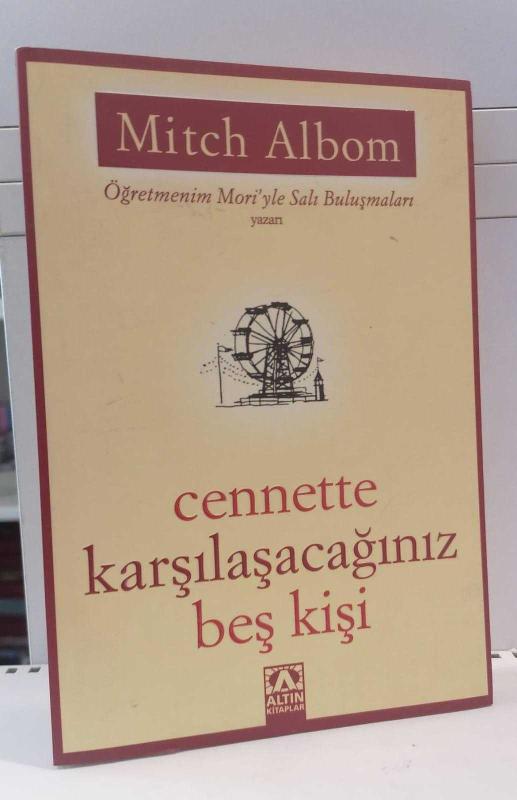 Mitch Albom
Öğretmenim Mori'yle Salı Buluşmaları
yazarı
cennette
karşılaşacağınız
beş kişi
ALTIN
KİTAPLAR